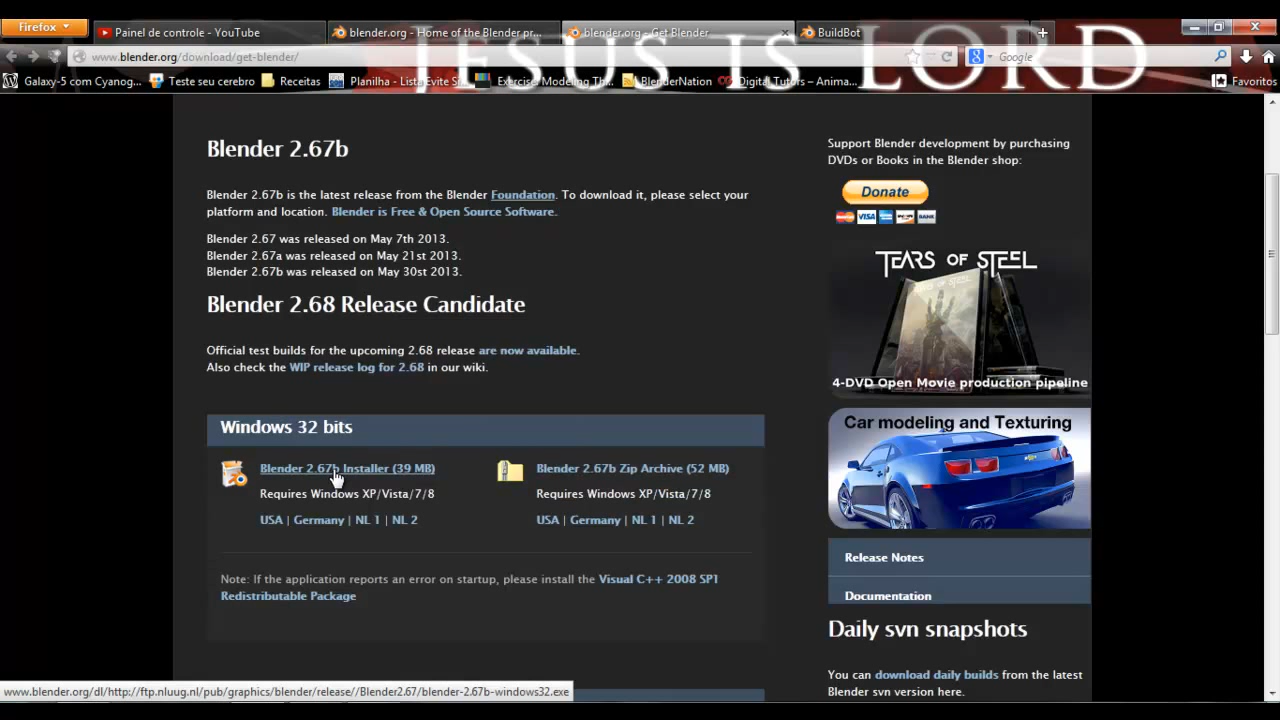 Firefox
Painel de controle - YouTube
blender.org - Home of the Blender pr...
blender.org - Get Blender
BuildBot
JESUS IS LORD
www.blender.org/download/get-blender/
Google
Galaxy-5 com Cyanog...
Teste seu cerebro
Receitas
Planilha - Lista Evite Si...
Exercise Modeling Th...
BlenderNation
Digital Tutors – Anima...
Favoritos
Blender 2.67b
Blender 2.67b is the latest release from the Blender Foundation. To download it, please select your
platform and location. Blender is Free & Open Source Software.
Blender 2.67 was released on May 7th 2013.
Blender 2.67a was released on May 21st 2013.
Blender 2.67b was released on May 30st 2013.
Blender 2.68 Release Candidate
Official test builds for the upcoming 2.68 release are now available.
Also check the WIP release log for 2.68 in our wiki.
Windows 32 bits
Blender 2.67b Installer (39 MB)
Requires Windows XP/Vista/7/8
USA | Germany | NL 1 | NL 2
Blender 2.67b Zip Archive (52 MB)
Requires Windows XP/Vista/7/8
USA | Germany | NL 1 | NL 2
Note: If the application reports an error on startup, please install the Visual C++ 2008 SP1
Redistributable Package
Support Blender development by purchasing
DVDs or Books in the Blender shop:
Donate
VISA
BANK
TEARS OF STEEL
4-DVD Open Movie production pipeline
Car modeling and Texturing
Release Notes
Documentation
Daily svn snapshots
You can download daily builds from the latest
Blender svn version here.
www.blender.org/dl/http://ftp.nluug.nl/pub/graphics/blender/release//Blender2.67/blender-2.67b-windows32.exe